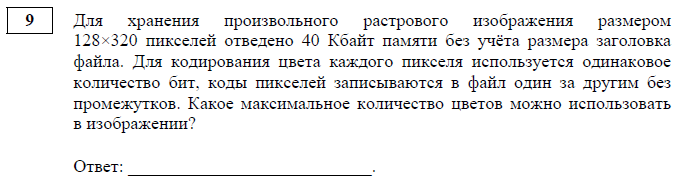 9
Для хранения произвольного растрового изображения размером
128×320 пикселей отведено 40 Кбайт памяти без учёта размера заголовка
файла. Для кодирования цвета каждого пикселя используется одинаковое
количество бит, коды пикселей записываются в файл один за другим без
промежутков. Какое максимальное количество цветов можно использовать
в изображении?
Ответ: ___________________________.